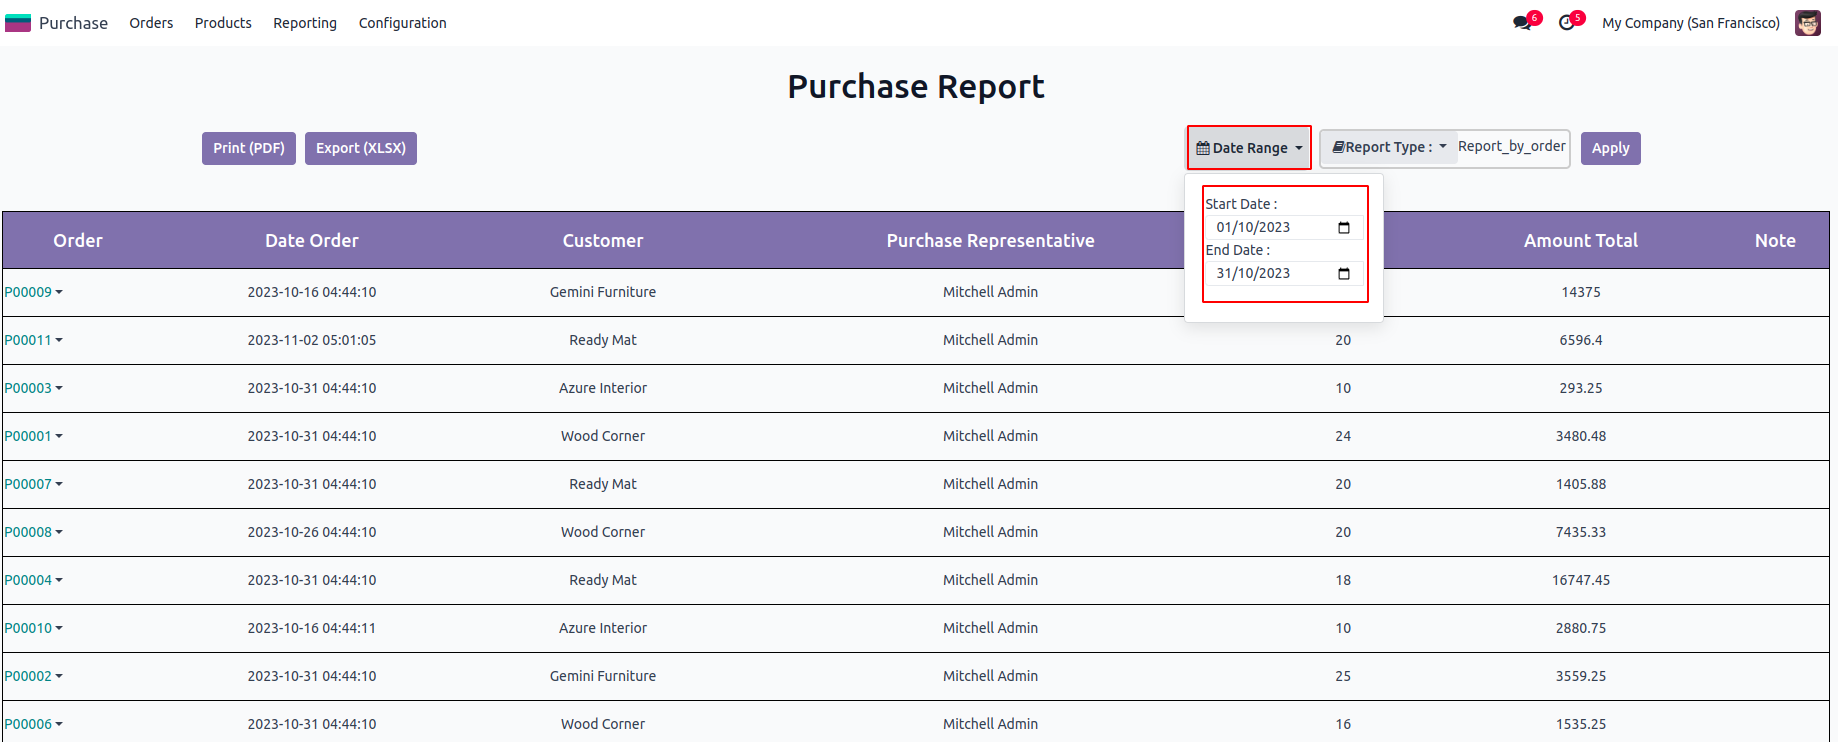 Purchase Orders Products Reporting Configuration 6 5 My Company (San Francisco)
Purchase Report
Print (PDF) Export (XLSX) Date Range Report Type : Report_by_order Apply
Start Date :
01/10/2023
End Date :
31/10/2023
Order Date Order Customer Purchase Representative Amount Total Note
P00009 2023-10-16 04:44:10 Gemini Furniture Mitchell Admin 14375
P00011 2023-11-02 05:01:05 Ready Mat Mitchell Admin 20 6596.4
P00003 2023-10-31 04:44:10 Azure Interior Mitchell Admin 10 293.25
P00001 2023-10-31 04:44:10 Wood Corner Mitchell Admin 24 3480.48
P00007 2023-10-31 04:44:10 Ready Mat Mitchell Admin 20 1405.88
P00008 2023-10-26 04:44:10 Wood Corner Mitchell Admin 20 7435.33
P00004 2023-10-31 04:44:10 Ready Mat Mitchell Admin 18 16747.45
P00010 2023-10-16 04:44:11 Azure Interior Mitchell Admin 10 2880.75
P00002 2023-10-31 04:44:10 Gemini Furniture Mitchell Admin 25 3559.25
P00006 2023-10-31 04:44:10 Wood Corner Mitchell Admin 16 1535.25